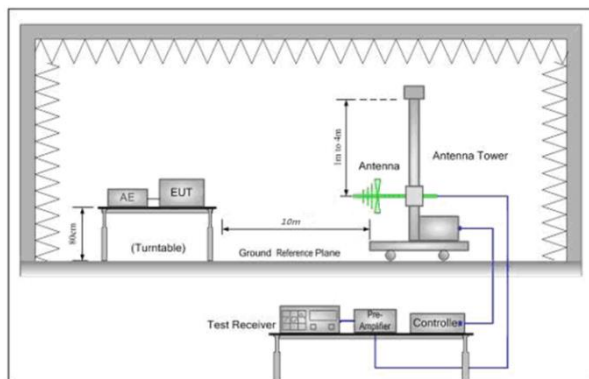 1m to 4m
Antenna
Antenna Tower
AE
EUT
80cm
10m
(Turntable)
Ground Reference Plane
Test Receiver
Pre-
Amplifier
Controller